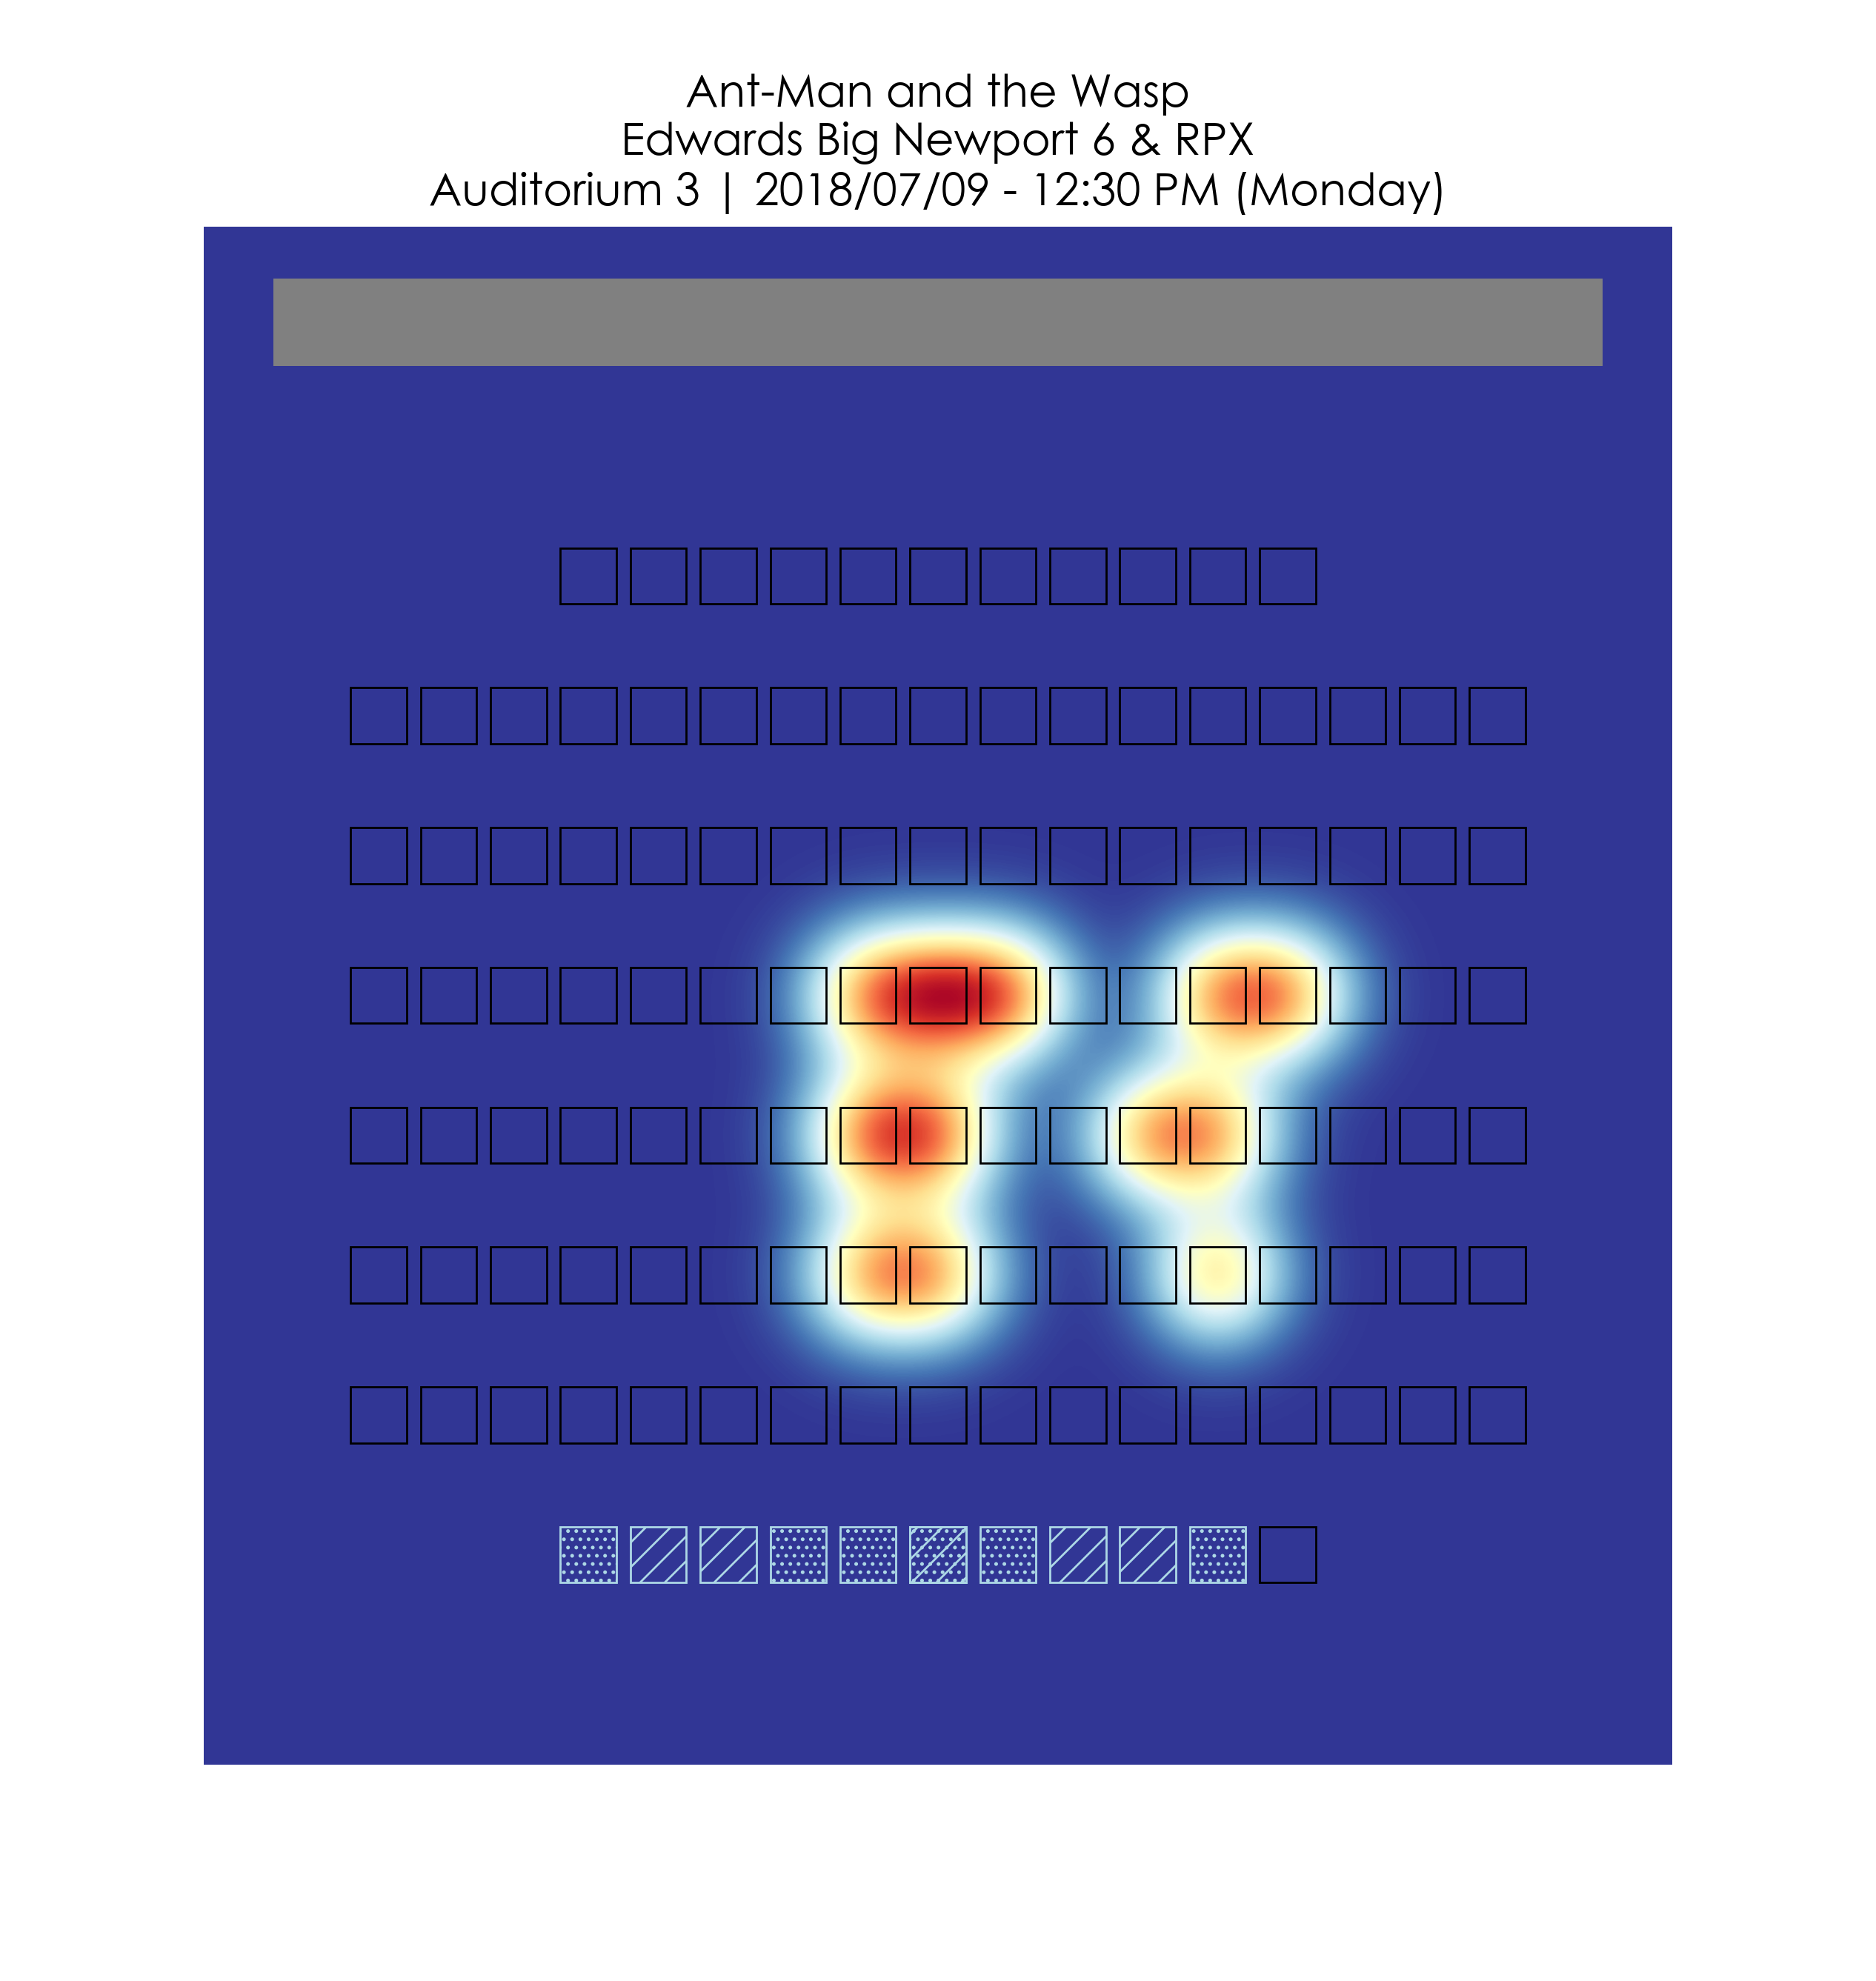 Ant-Man and the Wasp
Edwards Big Newport 6 & RPX
Auditorium 3 | 2018/07/09 - 12:30 PM (Monday)